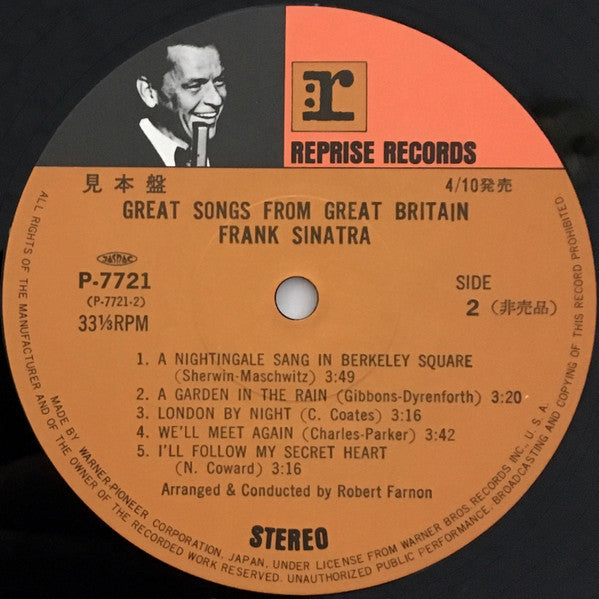 r
REPRISE RECORDS
見本盤
4/10発売
GREAT SONGS FROM GREAT BRITAIN
FRANK SINATRA
JASRAC
P-7721
(P-7721-2)
33⅓RPM
SIDE
2 (非売品)
1. A NIGHTINGALE SANG IN BERKELEY SQUARE
(Sherwin-Maschwitz) 3:49
2. A GARDEN IN THE RAIN (Gibbons-Dyrenforth) 3:20
3. LONDON BY NIGHT (C. Coates) 3:16
4. WE'LL MEET AGAIN (Charles-Parker) 3:42
5. I'LL FOLLOW MY SECRET HEART
(N. Coward) 3:16
Arranged & Conducted by Robert Farnon
STEREO
MADE BY WARNER-PIONEER CORPORATION, JAPAN, UNDER LICENSE FROM WARNER BROS. RECORDS INC., U. S. A.
ALL RIGHTS OF THE MANUFACTURER AND OF THE OWNER OF THE RECORDED WORK RESERVED. UNAUTHORIZED PUBLIC PERFORMANCE, BROADCASTING AND COPYING OF THIS RECORD PROHIBITED